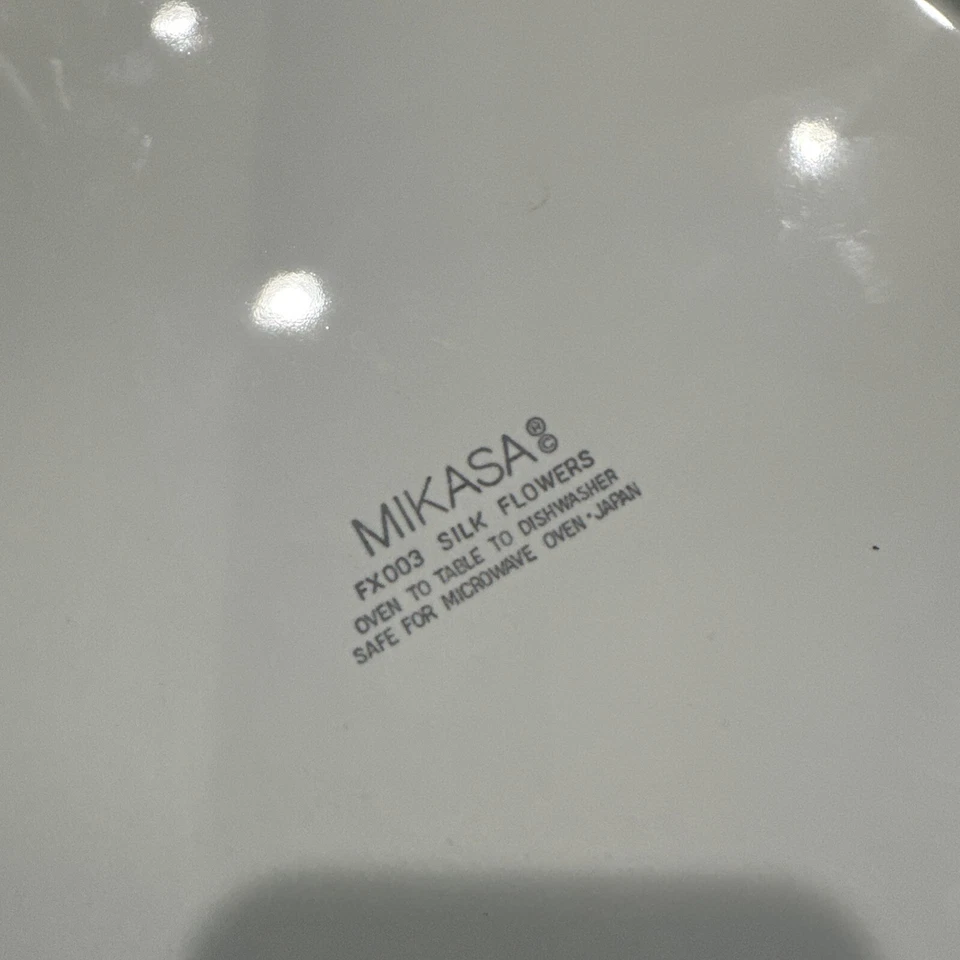 MIKASA®©
FX003 SILK FLOWERS
OVEN TO TABLE TO DISHWASHER
SAFE FOR MICROWAVE OVEN·JAPAN